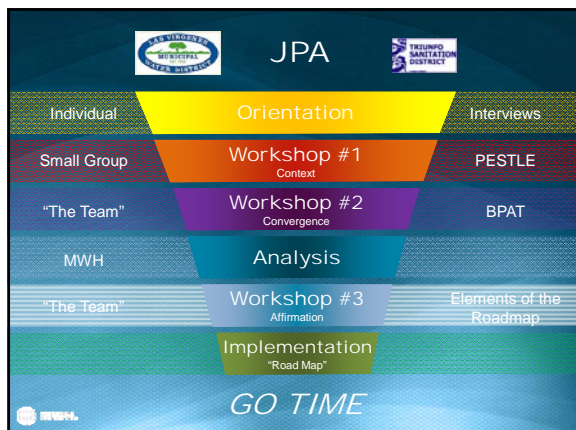 LAS VIRGENES
MUNICIPAL
WATER DISTRICT
JPA
TRIUNFO
SANITATION
DISTRICT
Individual
Orientation
Interviews
Small Group
Workshop #1
Context
PESTLE
"The Team"
Workshop #2
Convergence
BPAT
MWH
Analysis
"The Team"
Workshop #3
Affirmation
Elements of the
Roadmap
Implementation
"Road Map"
GO TIME
MWH